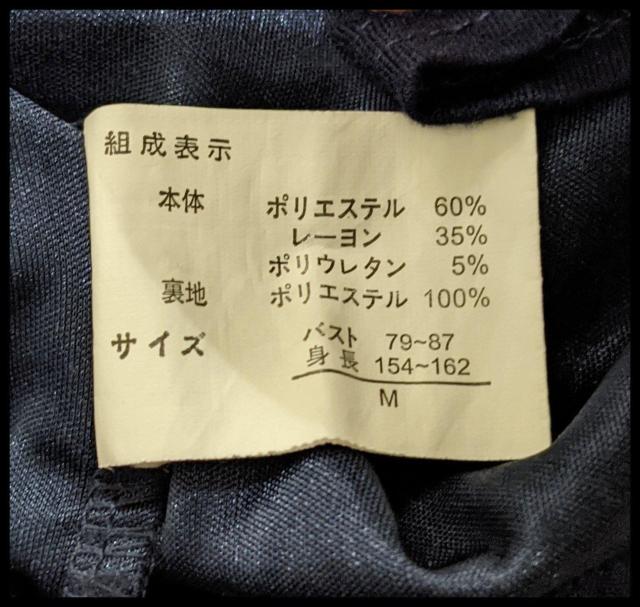 組成表示
本体 ポリエステル 60%
レーヨン 35%
ポリウレタン 5%
裏地 ポリエステル 100%
サイズ バスト 79~87
身長 154~162
M